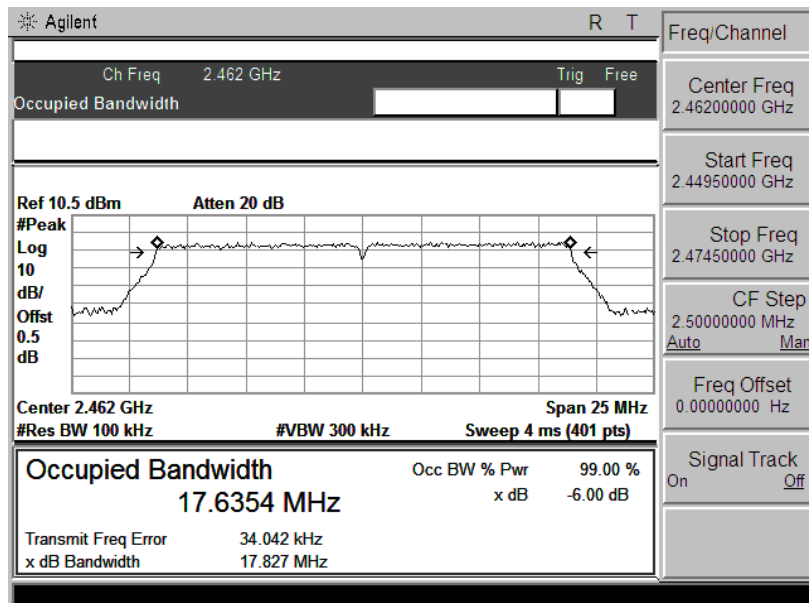 Agilent R T
Freq/Channel
Ch Freq 2.462 GHz Trig Free
Occupied Bandwidth
Center Freq
2.46200000 GHz
Start Freq
2.44950000 GHz
Stop Freq
2.47450000 GHz
CF Step
2.50000000 MHz
Auto Man
Freq Offset
0.00000000 Hz
Signal Track
On Off
Ref 10.5 dBm Atten 20 dB
#Peak
Log
10
dB/
Offst
0.5
dB
Center 2.462 GHz Span 25 MHz
#Res BW 100 kHz #VBW 300 kHz Sweep 4 ms (401 pts)
Occupied Bandwidth Occ BW % Pwr 99.00 %
17.6354 MHz x dB -6.00 dB
Transmit Freq Error 34.042 kHz
x dB Bandwidth 17.827 MHz